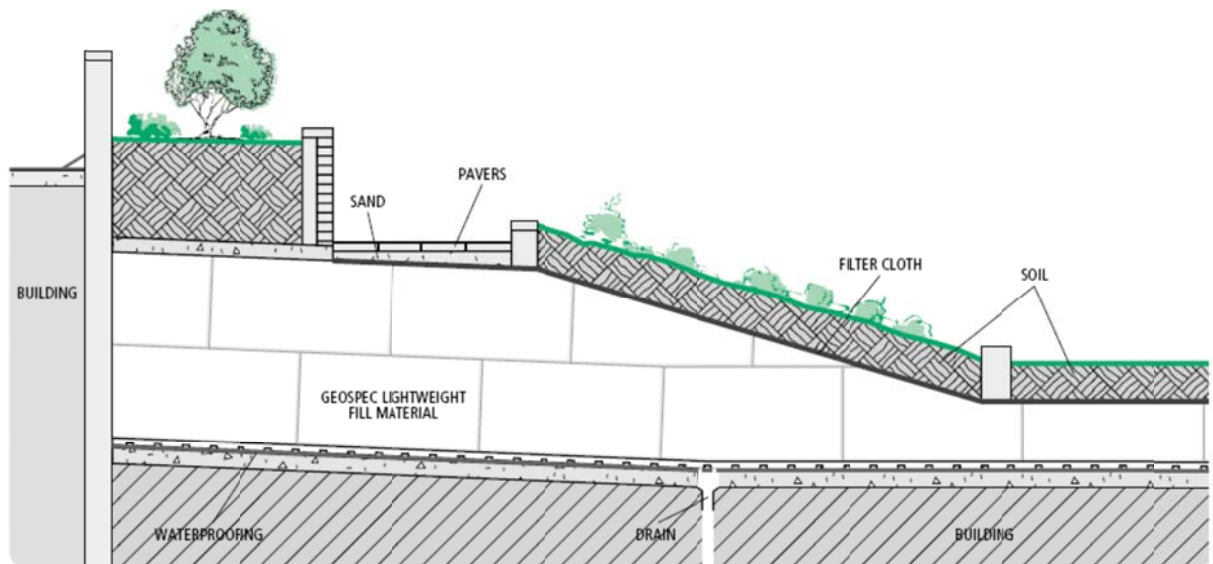 PAVERS
SAND
FILTER CLOTH
SOIL
BUILDING
GEOSPEC LIGHTWEIGHT
FILL MATERIAL
WATERPROOFING
DRAIN
BUILDING